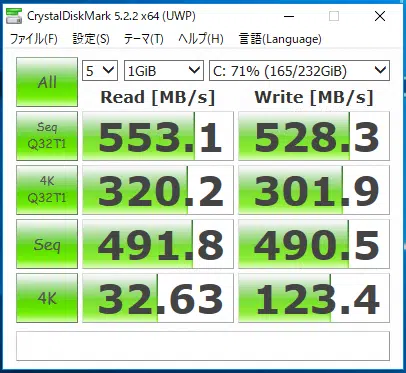 CrystalDiskMark 5.2.2 x64 (UWP)
ファイル(F) 設定(S) テーマ(T) ヘルプ(H) 言語(Language)
All 5 1GiB C: 71% (165/232GiB)
Read [MB/s] Write [MB/s]
Seq
Q32T1 553.1 528.3
4K
Q32T1 320.2 301.9
Seq 491.8 490.5
4K 32.63 123.4